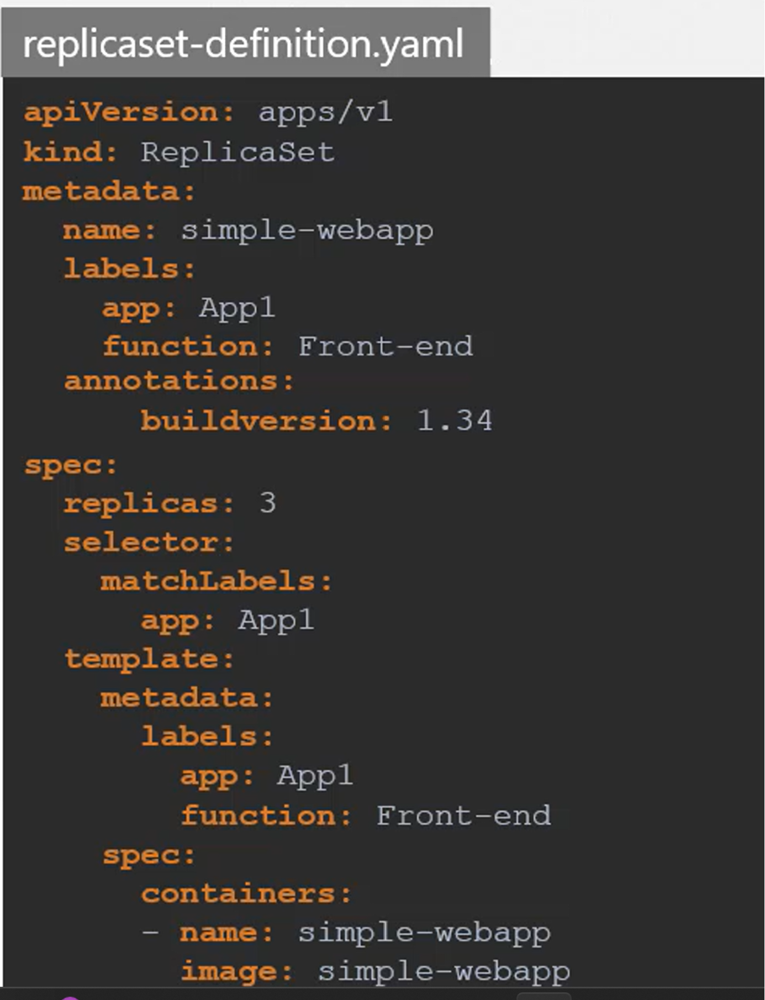 replicaset-definition.yaml
apiVersion: apps/v1
kind: ReplicaSet
metadata:
  name: simple-webapp
  labels:
    app: App1
    function: Front-end
  annotations:
      buildversion: 1.34
spec:
  replicas: 3
  selector:
    matchLabels:
      app: App1
  template:
    metadata:
      labels:
        app: App1
        function: Front-end
    spec:
      containers:
      - name: simple-webapp
        image: simple-webapp